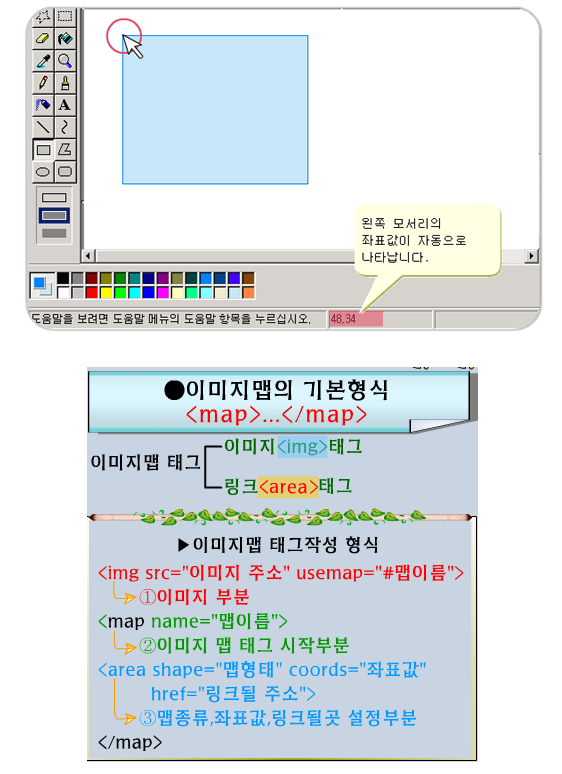 A
왼쪽 모서리의
좌표값이 자동으로
나타납니다.
도움말을 보려면 도움말 메뉴의 도움말 항목을 누르십시오.
48,34
●이미지맵의 기본형식
<map>...</map>
이미지맵 태그
이미지<img>태그
링크<area>태그
▶이미지맵 태그작성 형식
<img src="이미지 주소" usemap="#맵이름">
①이미지 부분
<map name="맵이름">
②이미지 맵 태그 시작부분
<area shape="맵형태" coords="좌표값"
href="링크될 주소">
③맵종류,좌표값,링크될곳 설정부분
</map>